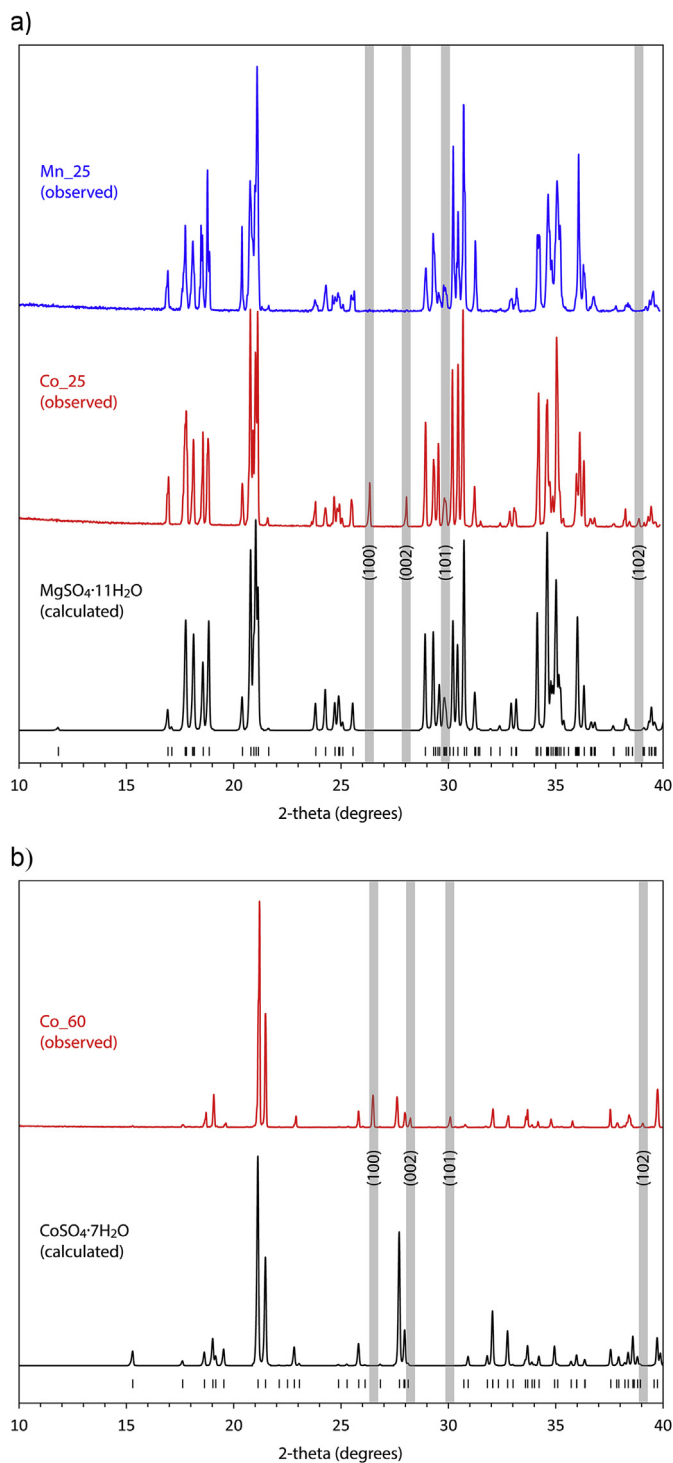 a)
Mn_25
(observed)
Co_25
(observed)
(100)
(002)
(101)
(102)
MgSO₄·11H₂O
(calculated)
10 15 20 25 30 35 40
2-theta (degrees)
b)
Co_60
(observed)
(100)
(002)
(101)
(102)
CoSO₄·7H₂O
(calculated)
10 15 20 25 30 35 40
2-theta (degrees)